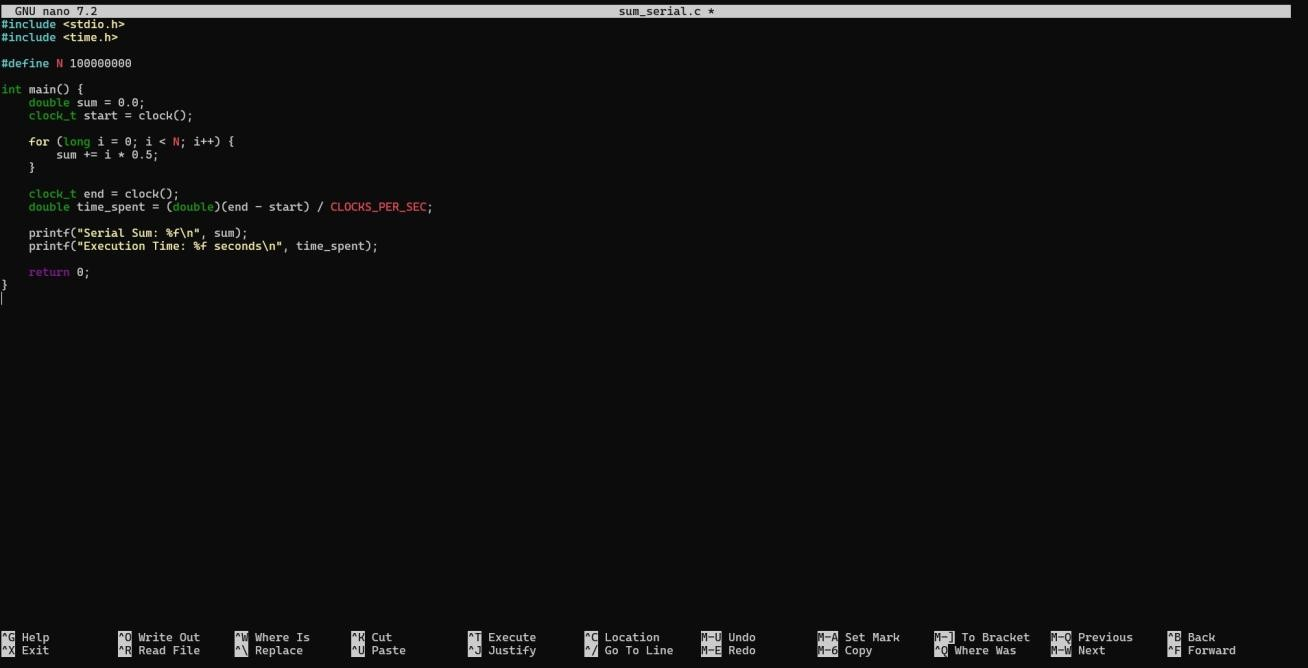 GNU nano 7.2 sum_serial.c *
#include <stdio.h>
#include <time.h>
#define N 100000000
int main() {
    double sum = 0.0;
    clock_t start = clock();
    for (long i = 0; i < N; i++) {
        sum += i * 0.5;
    }
    clock_t end = clock();
    double time_spent = (double)(end - start) / CLOCKS_PER_SEC;
    printf("Serial Sum: %f\n", sum);
    printf("Execution Time: %f seconds\n", time_spent);
    return 0;
}
^G Help ^O Write Out ^W Where Is ^K Cut ^T Execute ^C Location M-U Undo M-A Set Mark M-] To Bracket M-Q Previous ^B Back
^X Exit ^R Read File ^\ Replace ^U Paste ^J Justify ^/ Go To Line M-E Redo M-6 Copy ^Q Where Was M-W Next ^F Forward